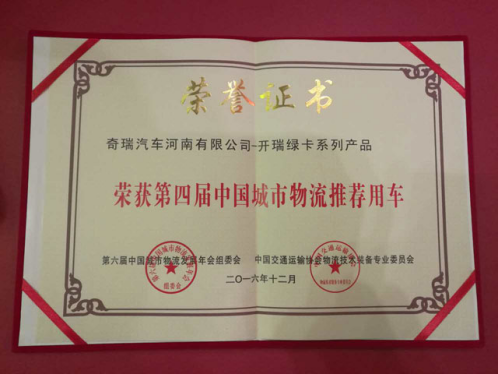 荣誉证书
奇瑞汽车河南有限公司-开瑞绿卡系列产品
荣获第四届中国城市物流推荐用车
第六届中国城市物流发展年会组委会 中国交通运输协会物流技术装备专业委员会
二〇一六年十二月
组委会